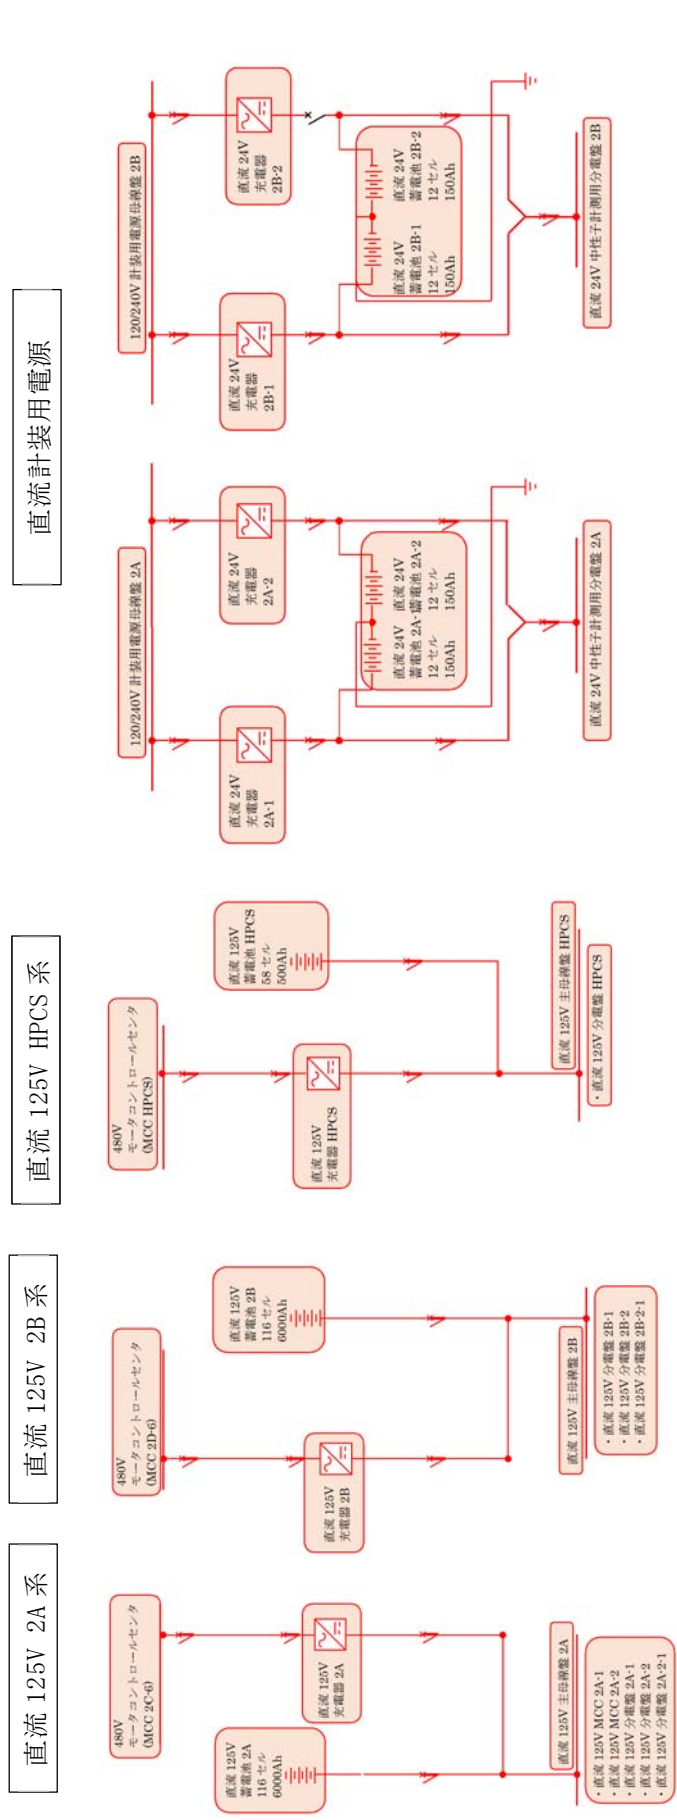 直流 125V 2A 系
480V
モータコントロールセンタ
(MCC 2C-6)
直流 125V
蓄電池 2A
116 セル
6000Ah
直流 125V
充電器 2A
直流 125V 主母線盤 2A
・直流 125V MCC 2A-1
・直流 125V MCC 2A-2
・直流 125V 分電盤 2A-1
・直流 125V 分電盤 2A-2
・直流 125V 分電盤 2A-2-1
直流 125V 2B 系
480V
モータコントロールセンタ
(MCC 2D-6)
直流 125V
充電器 2B
直流 125V
蓄電池 2B
116 セル
6000Ah
直流 125V 主母線盤 2B
・直流 125V 分電盤 2B-1
・直流 125V 分電盤 2B-2
・直流 125V 分電盤 2B-2-1
直流 125V HPCS 系
480V
モータコントロールセンタ
(MCC HPCS)
直流 125V
充電器 HPCS
直流 125V
蓄電池 HPCS
58 セル
500Ah
直流 125V 主母線盤 HPCS
・直流 125V 分電盤 HPCS
直流計装用電源
120/240V 計装用電源母線盤 2A
直流 24V
充電器
2A-1
直流 24V
充電器
2A-2
直流 24V
蓄電池 2A-1
12 セル
150Ah
直流 24V
蓄電池 2A-2
12 セル
150Ah
直流 24V 中性子計測用分電盤 2A
120/240V 計装用電源母線盤 2B
直流 24V
充電器
2B-1
直流 24V
充電器
2B-2
直流 24V
蓄電池 2B-1
12 セル
150Ah
直流 24V
蓄電池 2B-2
12 セル
150Ah
直流 24V 中性子計測用分電盤 2B